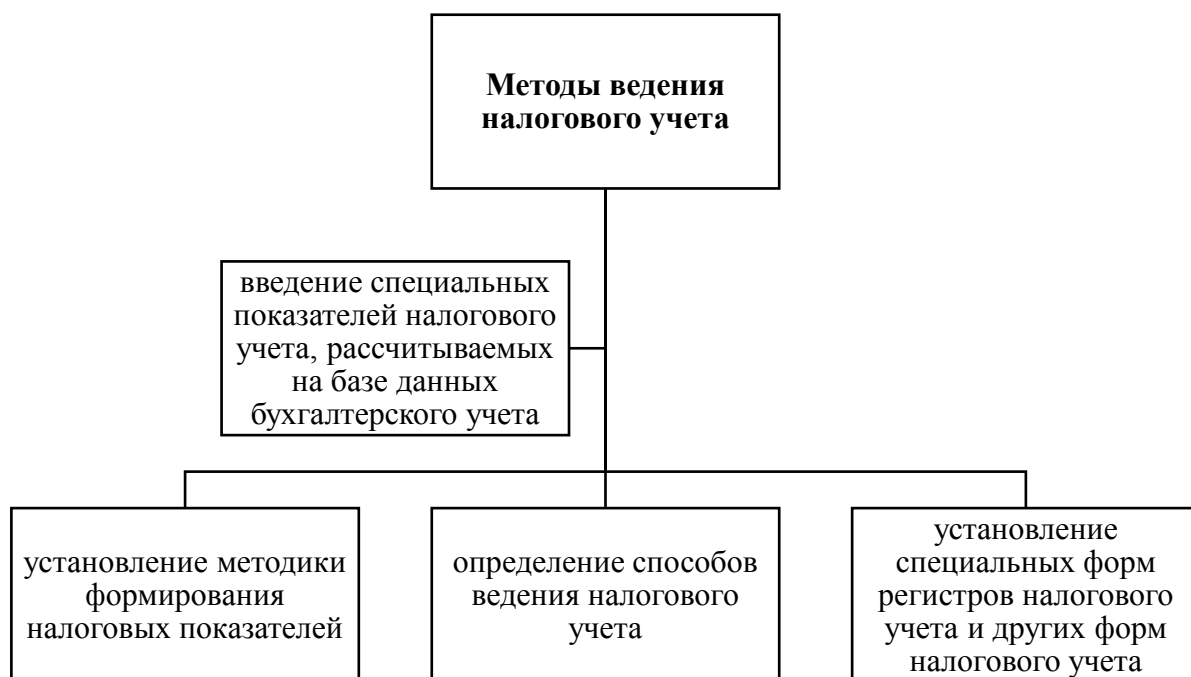 Методы ведения
налогового учета
введение специальных
показателей налогового
учета, рассчитываемых
на базе данных
бухгалтерского учета
установление методики
формирования
налоговых показателей
определение способов
ведения налогового
учета
установление
специальных форм
регистров налогового
учета и других форм
налогового учета